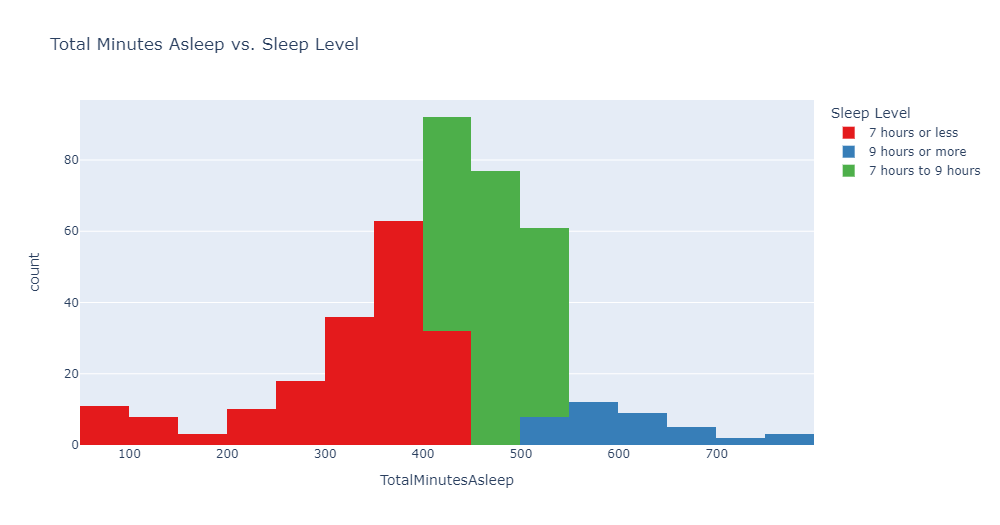 Total Minutes Asleep vs. Sleep Level
Sleep Level
7 hours or less
9 hours or more
7 hours to 9 hours
count
80
60
40
20
0
100 200 300 400 500 600 700
TotalMinutesAsleep